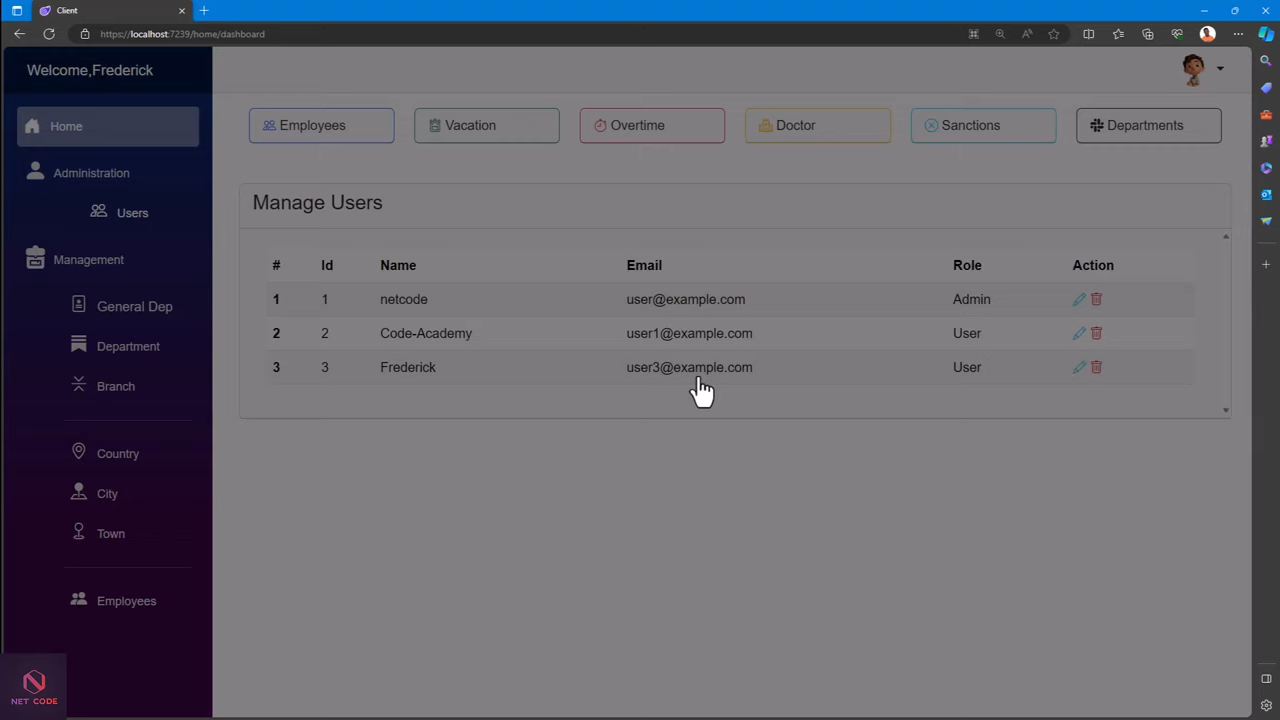 Client
https://localhost:7239/home/dashboard
Welcome,Frederick
Home
Administration
Users
Management
General Dep
Department
Branch
Country
City
Town
Employees
Employees Vacation Overtime Doctor Sanctions Departments
Manage Users
# Id Name Email Role Action
1 1 netcode user@example.com Admin
2 2 Code-Academy user1@example.com User
3 3 Frederick user3@example.com User
NET CODE